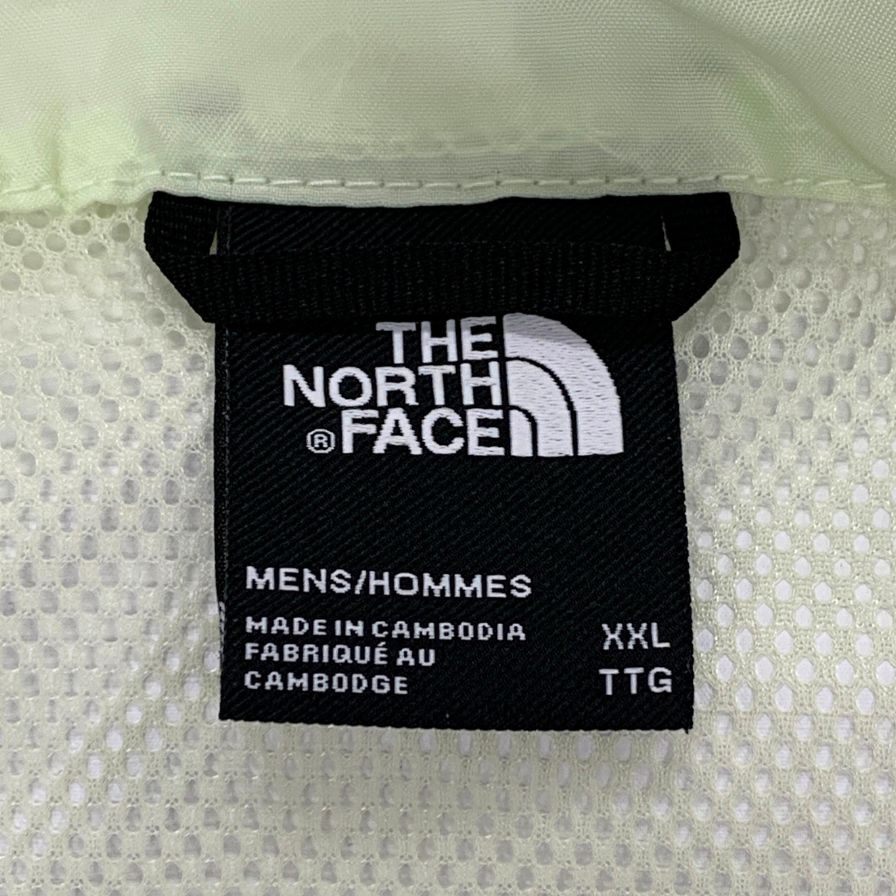 THE
NORTH
® FACE
MENS/HOMMES
MADE IN CAMBODIA
FABRIQUÉ AU
CAMBODGE
XXL
TTG